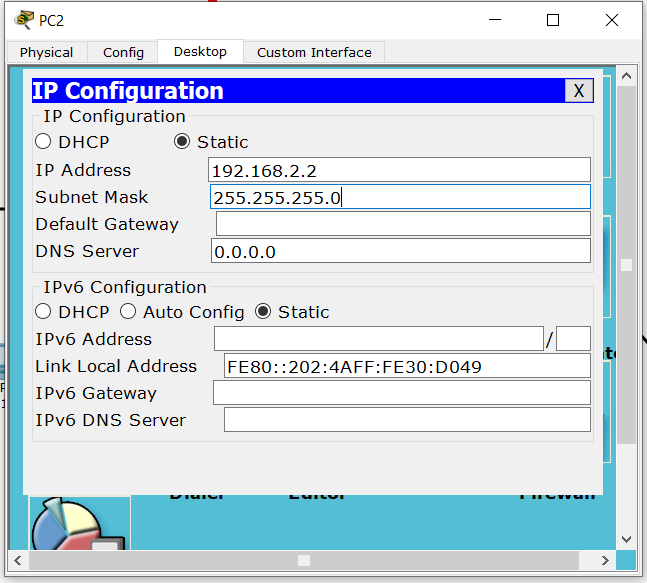 PC2
Physical Config Desktop Custom Interface
IP Configuration X
IP Configuration
DHCP Static
IP Address 192.168.2.2
Subnet Mask 255.255.255.0
Default Gateway
DNS Server 0.0.0.0
IPv6 Configuration
DHCP Auto Config Static
IPv6 Address /
Link Local Address FE80::202:4AFF:FE30:D049
IPv6 Gateway
IPv6 DNS Server
Dialer Editor Firewall